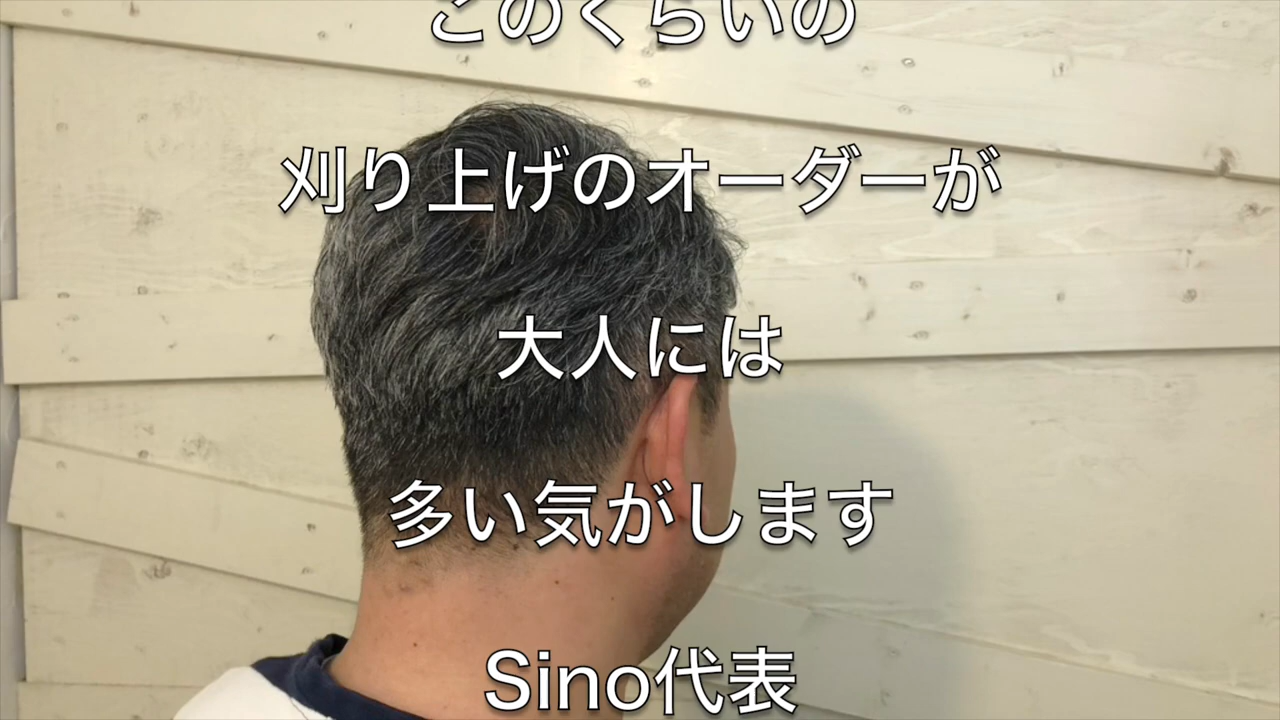 このくらいの
刈り上げのオーダーが
大人には
多い気がします
Sino代表